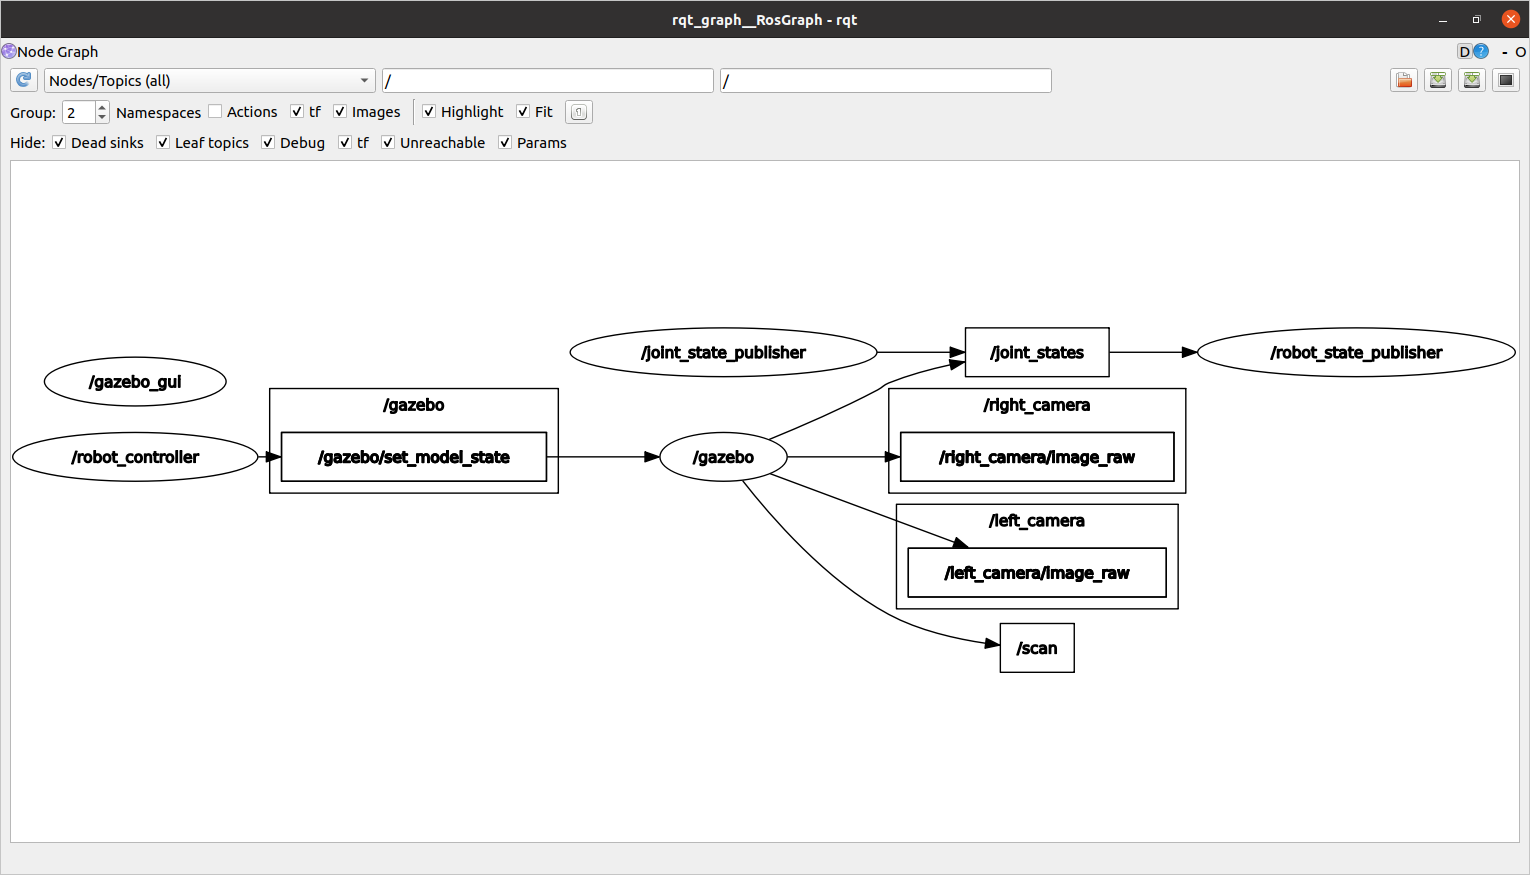 rqt_graph__RosGraph - rqt
Node Graph
D ? - O
Nodes/Topics (all) / /
Group: 2 Namespaces Actions tf Images Highlight Fit
Hide: Dead sinks Leaf topics Debug tf Unreachable Params
/joint_state_publisher
/joint_states
/robot_state_publisher
/gazebo_gui
/gazebo
/right_camera
/robot_controller
/gazebo/set_model_state
/gazebo
/right_camera/image_raw
/left_camera
/left_camera/image_raw
/scan